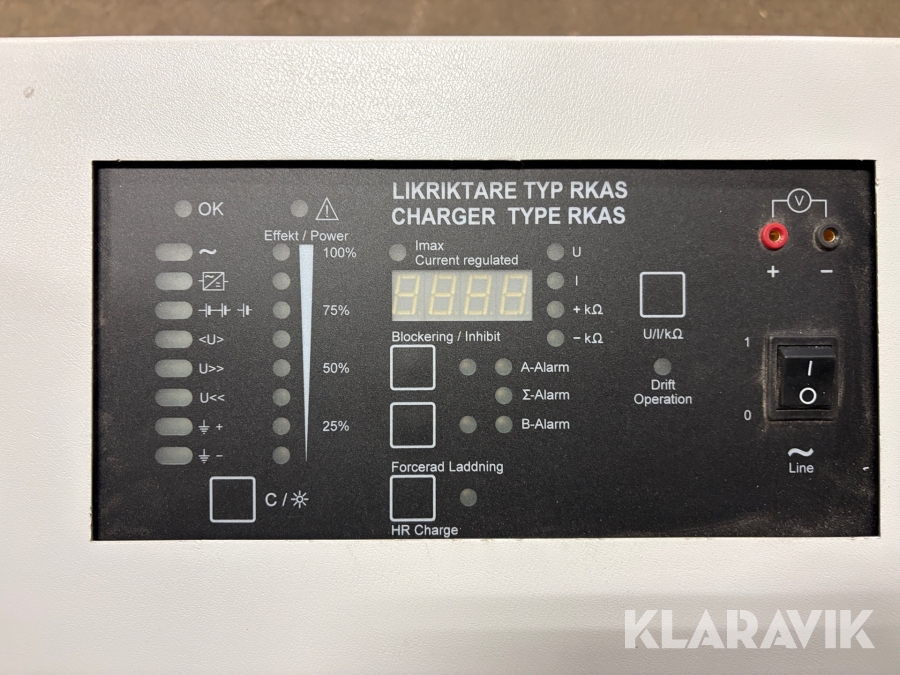 LIKRIKTARE TYP RKAS
CHARGER TYPE RKAS
OK
Effekt / Power
100%
75%
50%
25%
~
<U>
U>>
U<<
+
−
C /
Imax
Current regulated
8888
U
I
+ kΩ
− kΩ
Blockering / Inhibit
A-Alarm
Σ-Alarm
B-Alarm
Forcerad Laddning
HR Charge
U/I/kΩ
Drift
Operation
V
+ −
1
0
I
O
~
Line
KLARAVIK